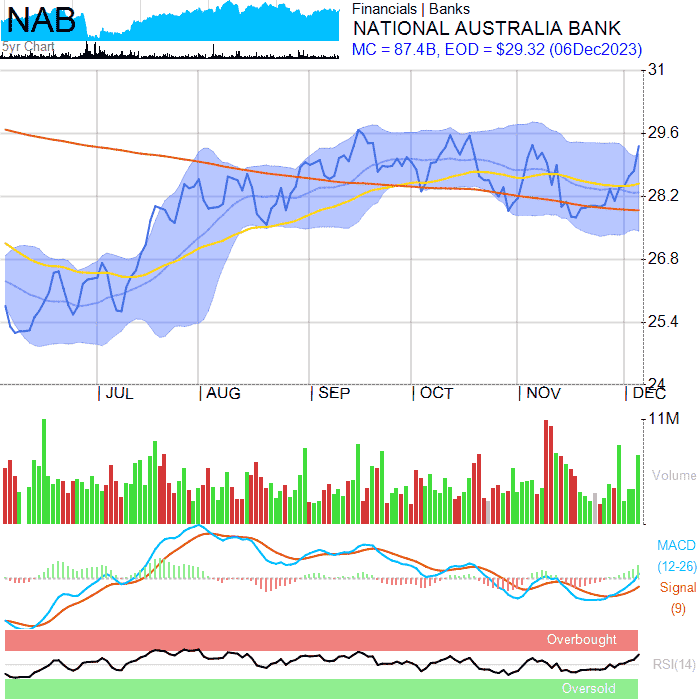 NAB
5yr Chart
Financials | Banks
NATIONAL AUSTRALIA BANK
MC = 87.4B, EOD = $29.32 (06Dec2023)
31
29.6
28.2
26.8
25.4
24
| JUL
| AUG
| SEP
| OCT
| NOV
| DEC
11M
Volume
MACD
(12-26)
Signal
(9)
Overbought
RSI(14)
Oversold